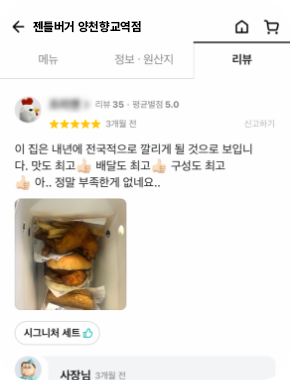 젠틀버거 양천향교역점
메뉴 정보 · 원산지 리뷰
리뷰 35 · 평균별점 5.0
3개월 전 신고하기
이 집은 내년에 전국적으로 깔리게 될 것으로 보입니
다. 맛도 최고👍🏻 배달도 최고👍🏻 구성도 최고
👍🏻 아.. 정말 부족한게 없네요..
시그니처 세트
사장님 3개월 전